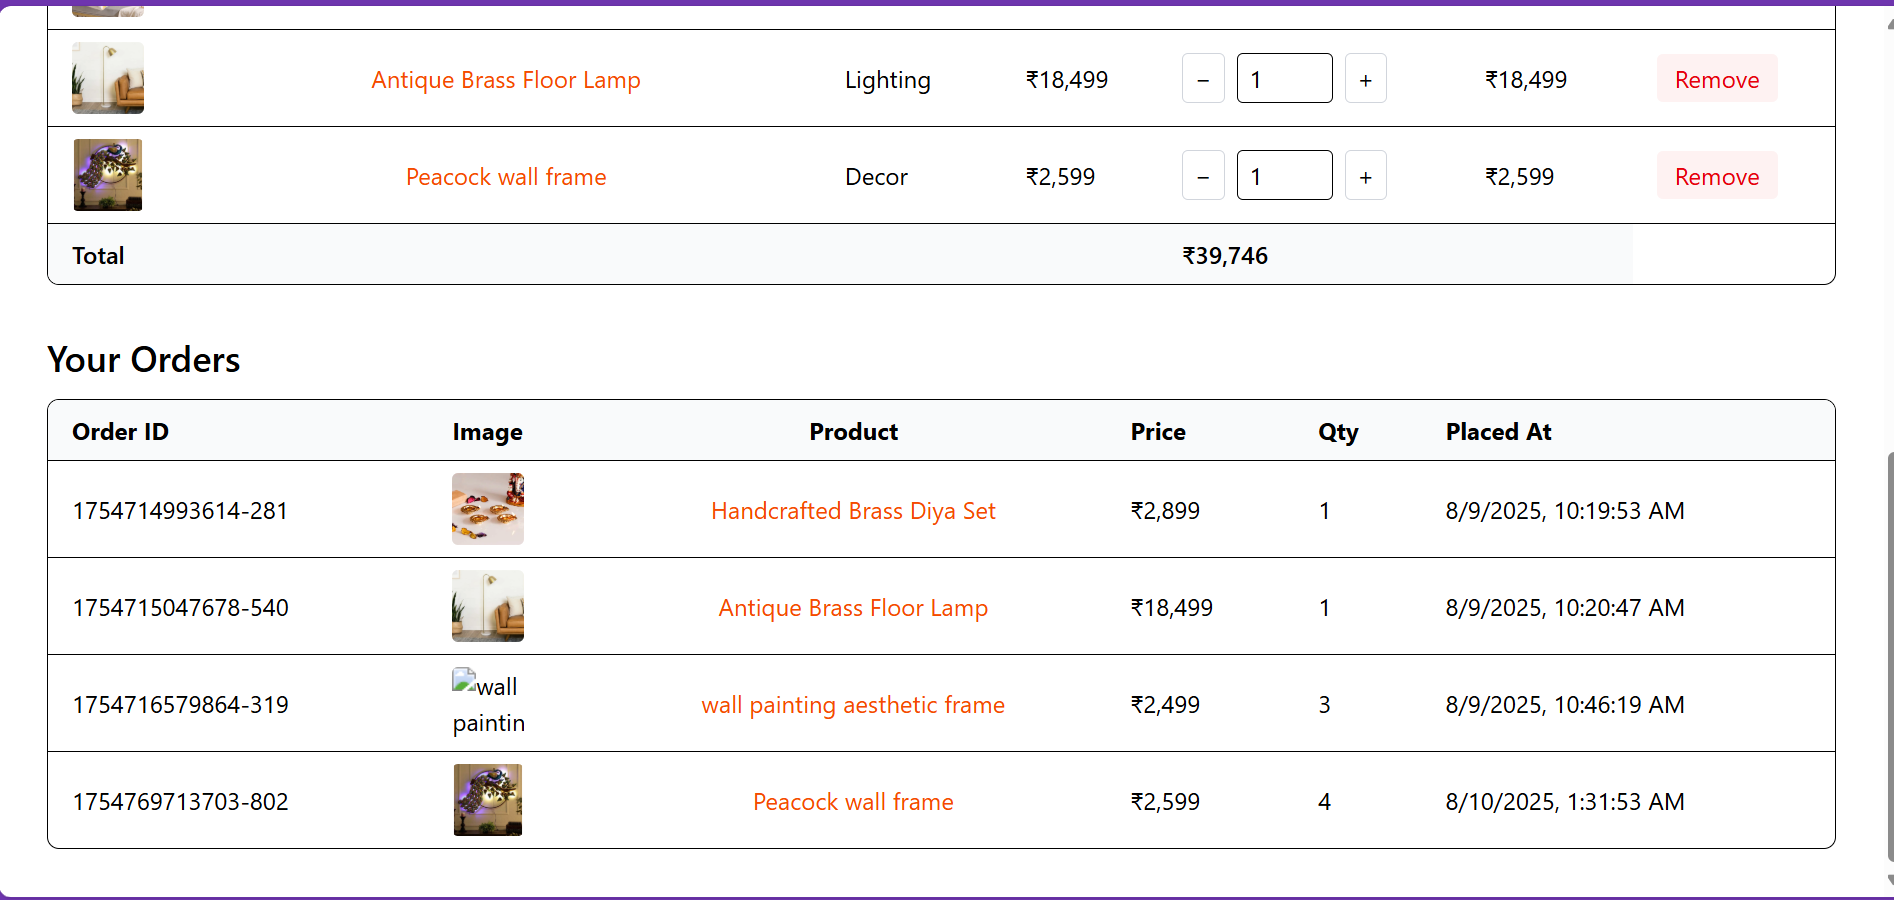 Antique Brass Floor Lamp Lighting ₹18,499 − 1 + ₹18,499 Remove
Peacock wall frame Decor ₹2,599 − 1 + ₹2,599 Remove
Total ₹39,746
Your Orders
Order ID Image Product Price Qty Placed At
1754714993614-281 Handcrafted Brass Diya Set ₹2,899 1 8/9/2025, 10:19:53 AM
1754715047678-540 Antique Brass Floor Lamp ₹18,499 1 8/9/2025, 10:20:47 AM
wall
1754716579864-319 wall painting aesthetic frame ₹2,499 3 8/9/2025, 10:46:19 AM
paintin
1754769713703-802 Peacock wall frame ₹2,599 4 8/10/2025, 1:31:53 AM